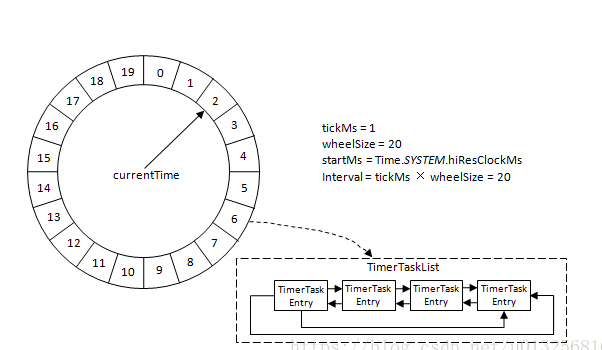 0
1
2
3
4
5
6
7
8
9
10
11
12
13
14
15
16
17
18
19
currentTime
tickMs = 1
wheelSize = 20
startMs = Time.SYSTEM.hiResClockMs
Interval = tickMs × wheelSize = 20
TimerTaskList
TimerTask
Entry
TimerTask
Entry
TimerTask
Entry
TimerTask
Entry